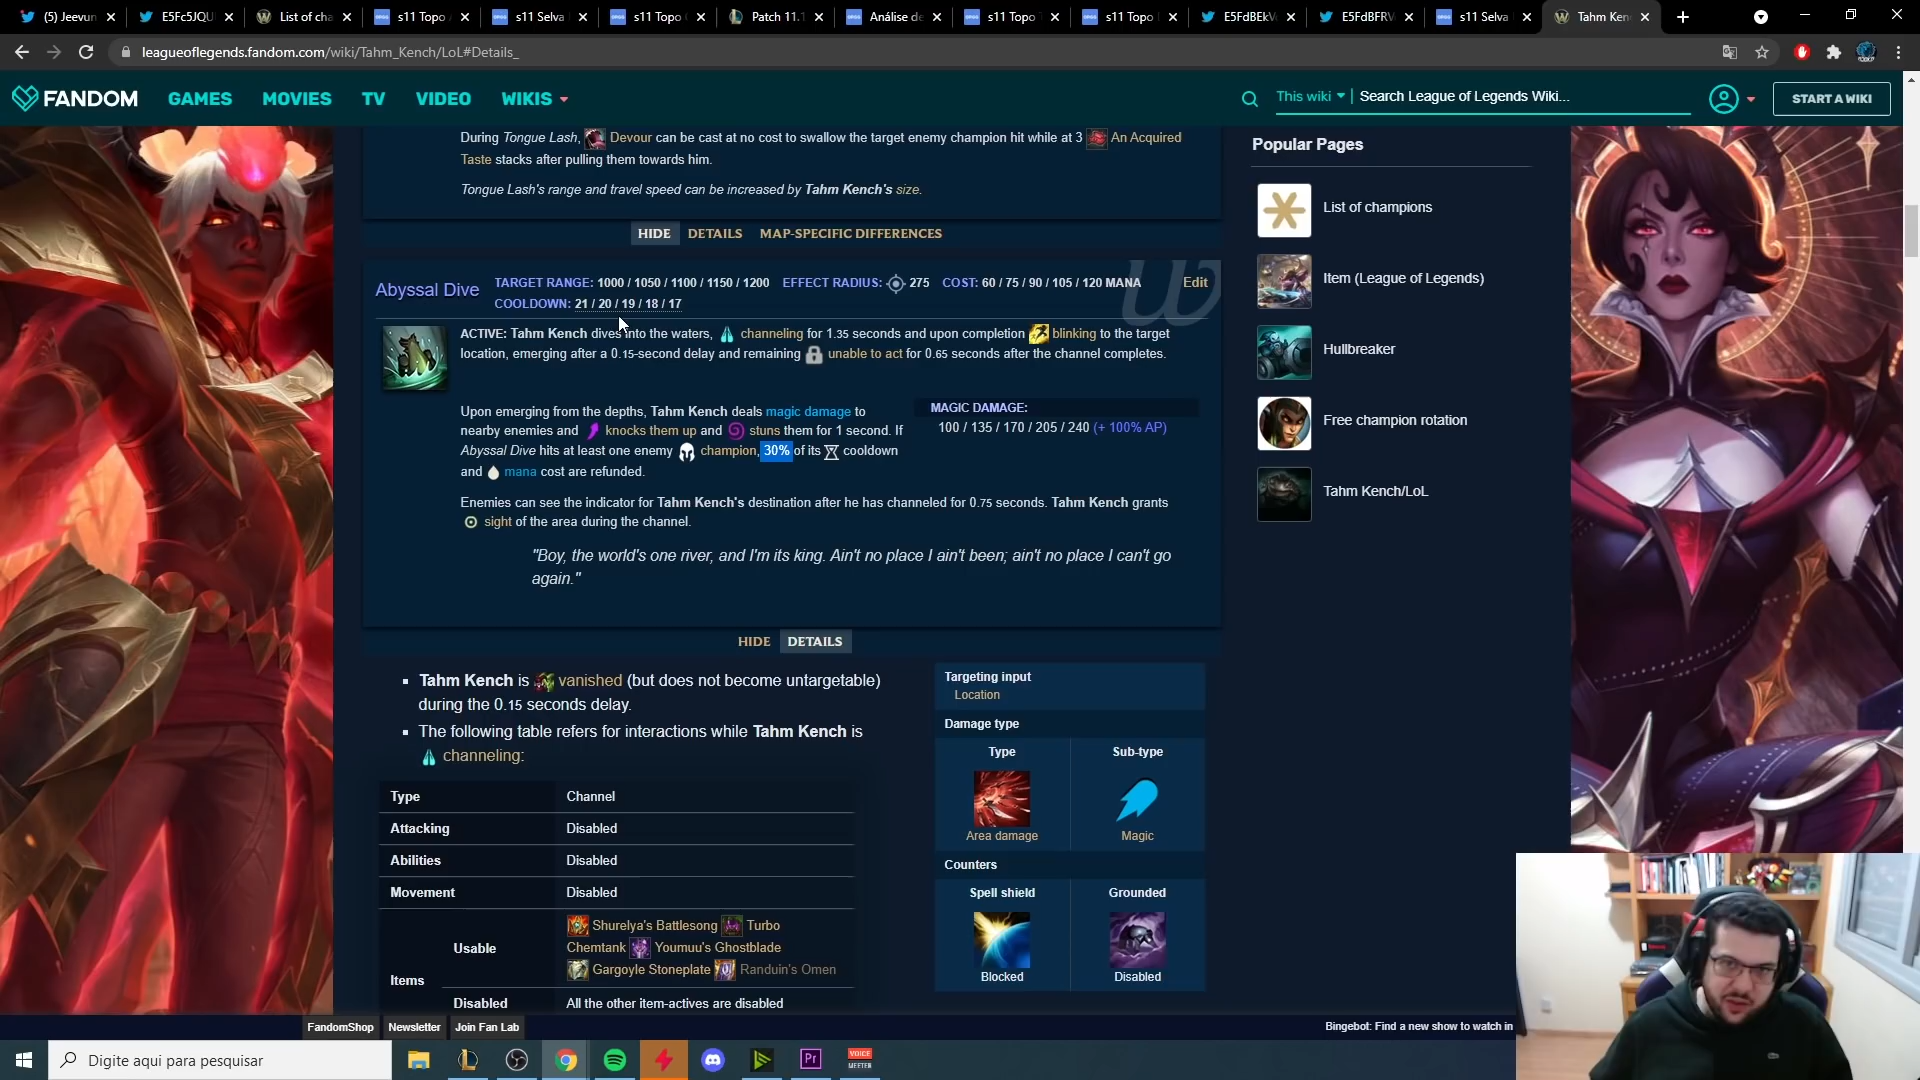 (5) Jeevun
E5Fc5JQU
List of cha
s11 Topo
s11 Selva
s11 Topo
Patch 11.1
Análise de
s11 Topo
s11 Topo
E5FdBEkV
E5FdBFRV
s11 Selva
Tahm Ken
leagueoflegends.fandom.com/wiki/Tahm_Kench/LoL#Details_
FANDOM GAMES MOVIES TV VIDEO WIKIS This wiki Search League of Legends Wiki... START A WIKI
During Tongue Lash, Devour can be cast at no cost to swallow the target enemy champion hit while at 3 An Acquired
Taste stacks after pulling them towards him.
Tongue Lash's range and travel speed can be increased by Tahm Kench's size.
HIDE DETAILS MAP-SPECIFIC DIFFERENCES
Abyssal Dive
TARGET RANGE: 1000 / 1050 / 1100 / 1150 / 1200 EFFECT RADIUS: 275 COST: 60 / 75 / 90 / 105 / 120 MANA
COOLDOWN: 21 / 20 / 19 / 18 / 17
Edit
ACTIVE: Tahm Kench dives into the waters, channeling for 1.35 seconds and upon completion blinking to the target
location, emerging after a 0.15-second delay and remaining unable to act for 0.65 seconds after the channel completes.
Upon emerging from the depths, Tahm Kench deals magic damage to
nearby enemies and knocks them up and stuns them for 1 second. If
Abyssal Dive hits at least one enemy champion, 30% of its cooldown
and mana cost are refunded.
MAGIC DAMAGE:
100 / 135 / 170 / 205 / 240 (+ 100% AP)
Enemies can see the indicator for Tahm Kench's destination after he has channeled for 0.75 seconds. Tahm Kench grants
sight of the area during the channel.
"Boy, the world's one river, and I'm its king. Ain't no place I ain't been; ain't no place I can't go
again."
HIDE DETAILS
Tahm Kench is vanished (but does not become untargetable)
during the 0.15 seconds delay.
The following table refers for interactions while Tahm Kench is
channeling:
Type Channel
Attacking Disabled
Abilities Disabled
Movement Disabled
Items
Usable
Shurelya's Battlesong Turbo
Chemtank Youmuu's Ghostblade
Gargoyle Stoneplate Randuin's Omen
Disabled All the other item-actives are disabled
Targeting input
Location
Damage type
Type Sub-type
Area damage Magic
Counters
Spell shield Grounded
Blocked Disabled
Popular Pages
List of champions
Item (League of Legends)
Hullbreaker
Free champion rotation
Tahm Kench/LoL
FandomShop Newsletter Join Fan Lab
Bingebot: Find a new show to watch in
Digite aqui para pesquisar
Pr
VOICE
MEETER